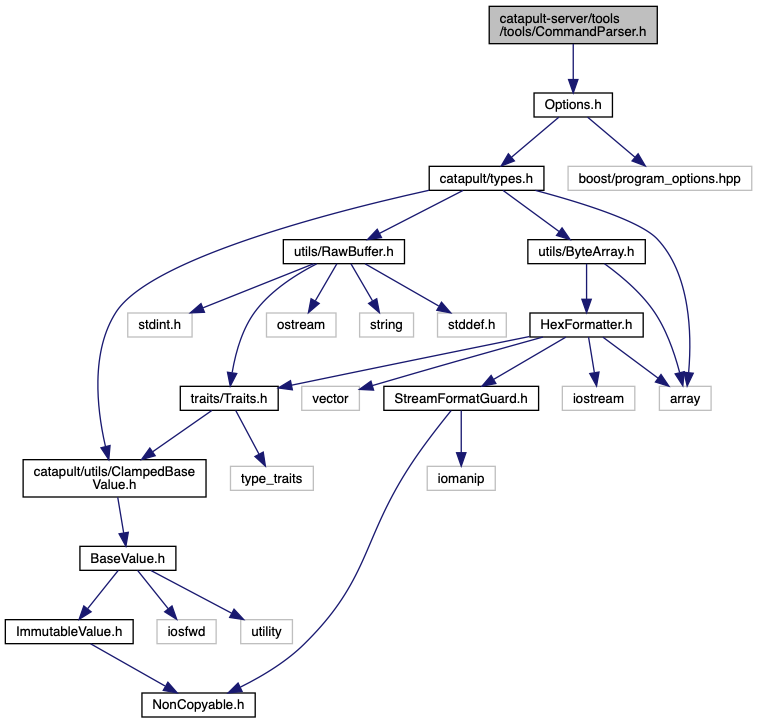 catapult-server/tools
/tools/CommandParser.h
Options.h
catapult/types.h
boost/program_options.hpp
utils/RawBuffer.h
utils/ByteArray.h
stdint.h
ostream
string
stddef.h
HexFormatter.h
traits/Traits.h
vector
StreamFormatGuard.h
iostream
array
catapult/utils/ClampedBase
Value.h
type_traits
iomanip
BaseValue.h
ImmutableValue.h
iosfwd
utility
NonCopyable.h